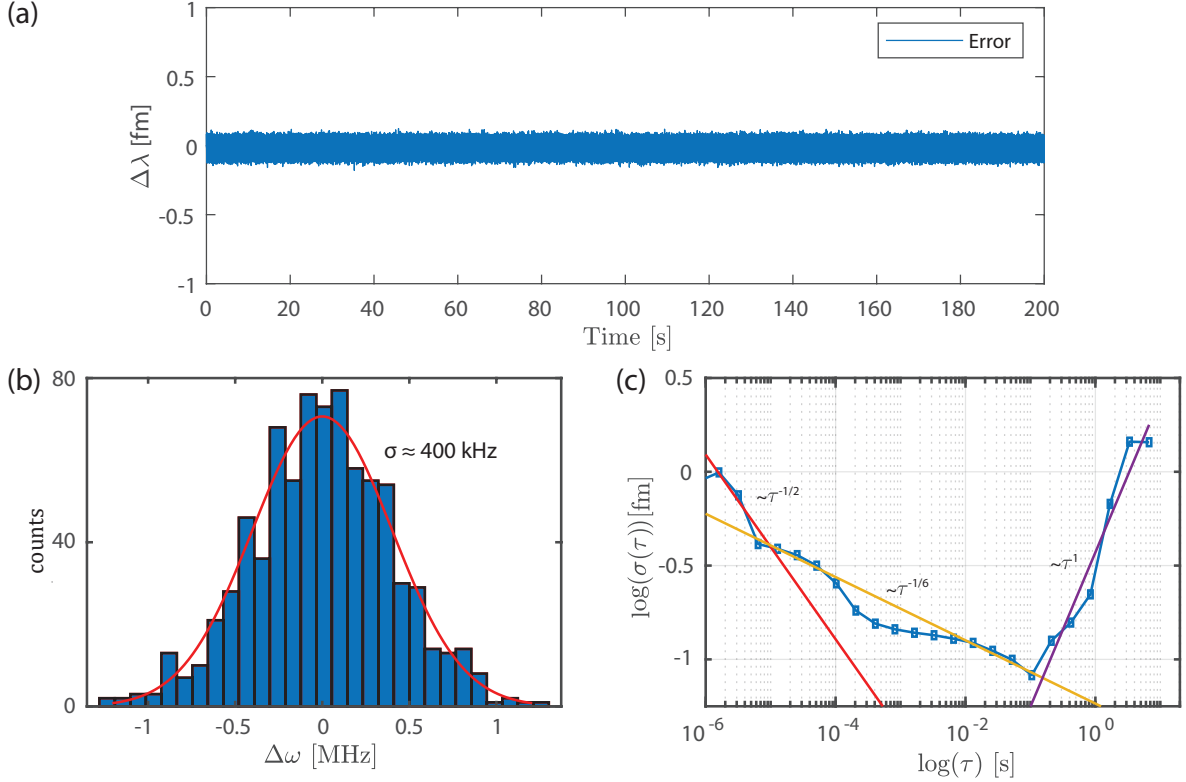 (a)
1
0.5
0
-0.5
-1
Δλ [fm]
Error
0 20 40 60 80 100 120 140 160 180 200
Time [s]
(b)
80
40
0
counts
σ ≈ 400 kHz
-1 -0.5 0 0.5 1
Δω [MHz]
(c)
0.5
0
-0.5
-1
log(σ(τ))[fm]
~τ^-1/2
~τ^-1/6
~τ^1
10^-6 10^-4 10^-2 10^0
log(τ) [s]